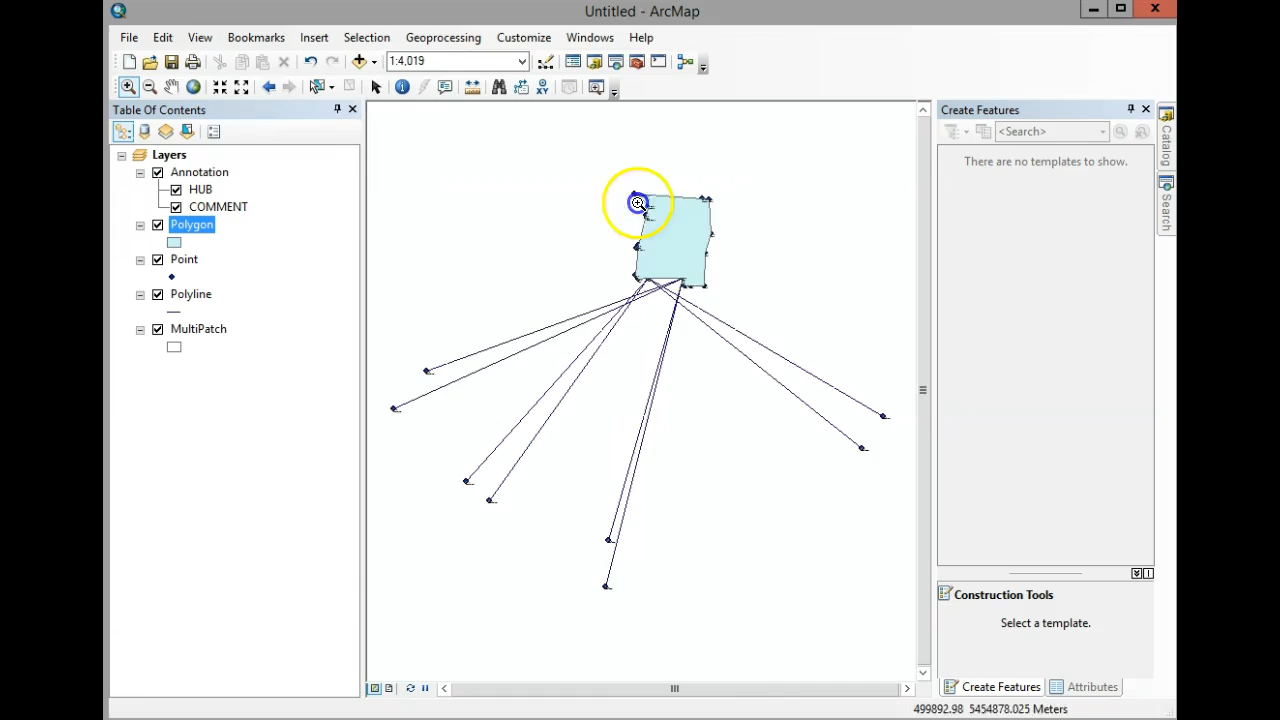 Untitled - ArcMap
File Edit View Bookmarks Insert Selection Geoprocessing Customize Windows Help
1:4,019
Table Of Contents
Create Features
<Search>
There are no templates to show.
Catalog
Search
Layers
Annotation
HUB
COMMENT
Polygon
Point
Polyline
MultiPatch
Construction Tools
Select a template.
Create Features Attributes
499892.98 5454878.025 Meters